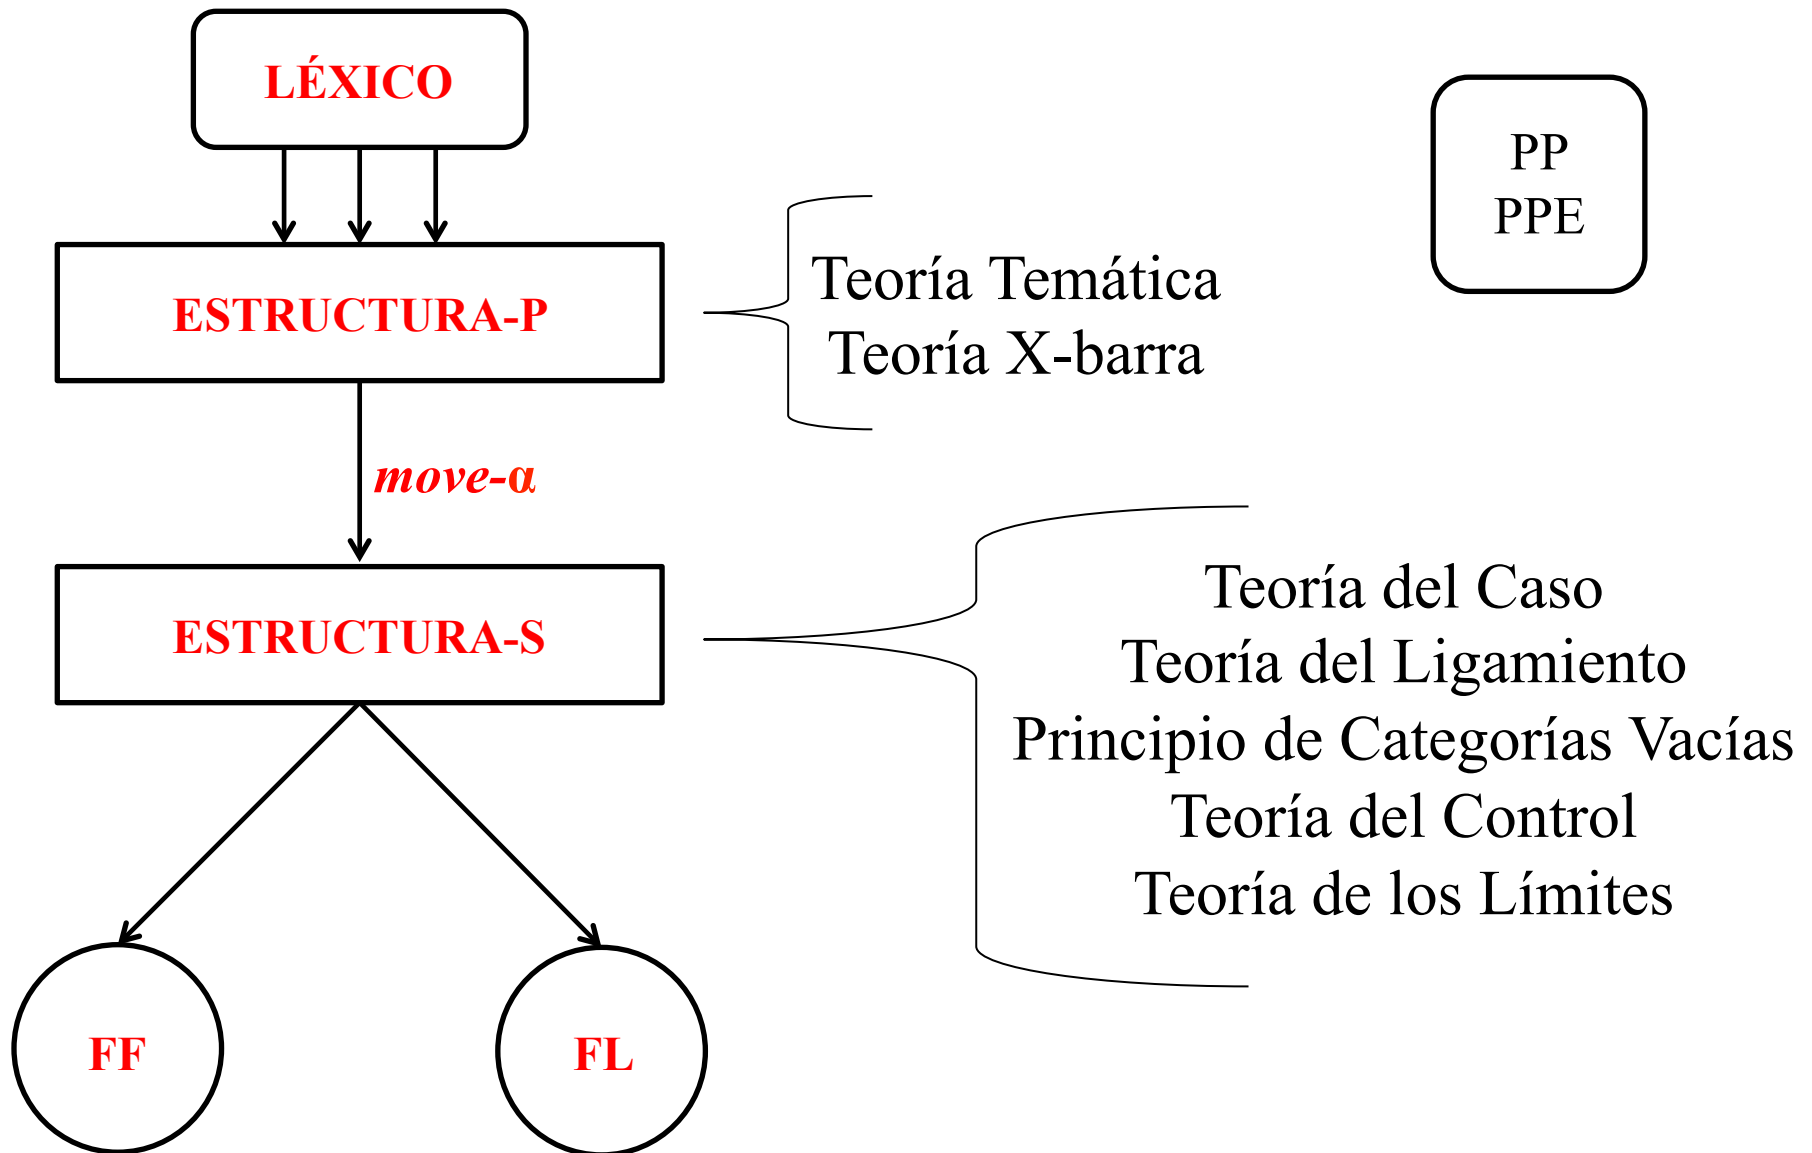 LÉXICO
PP
PPE
ESTRUCTURA-P
Teoría Temática
Teoría X-barra
move-α
ESTRUCTURA-S
Teoría del Caso
Teoría del Ligamiento
Principio de Categorías Vacías
Teoría del Control
Teoría de los Límites
FF
FL